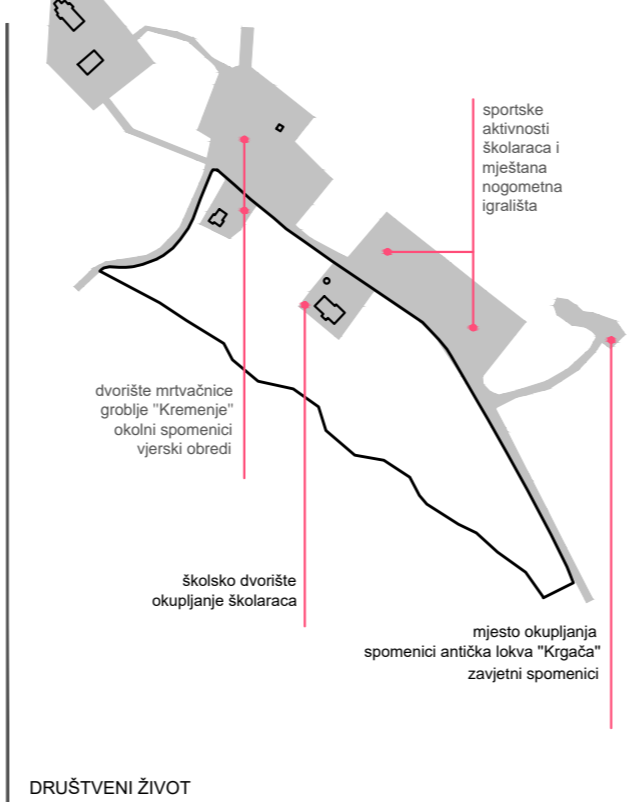 sportske
aktivnosti
školaraca i
mještana
nogometna
igrališta
dvorište mrtvačnice
groblje "Kremenje"
okolni spomenici
vjerski obredi
školsko dvorište
okupljanje školaraca
mjesto okupljanja
spomenici antička lokva "Krgača"
zavjetni spomenici
DRUŠTVENI ŽIVOT